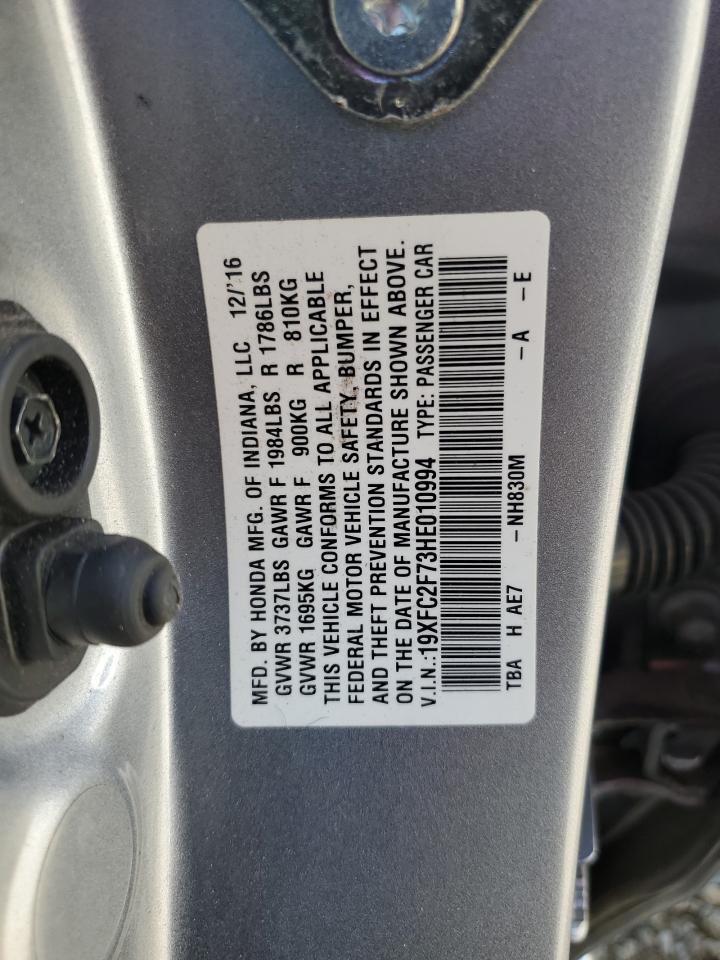 MFD. BY HONDA MFG. OF INDIANA, LLC 12/'16
GVWR 3737LBS GAWR F 1984LBS R 1786LBS
GVWR 1695KG GAWR F 900KG R 810KG
THIS VEHICLE CONFORMS TO ALL APPLICABLE
FEDERAL MOTOR VEHICLE SAFETY, BUMPER,
AND THEFT PREVENTION STANDARDS IN EFFECT
ON THE DATE OF MANUFACTURE SHOWN ABOVE.
V.I.N.:19XFC2F73HE010994 TYPE: PASSENGER CAR
TBA H AE7 –NH830M –A –E